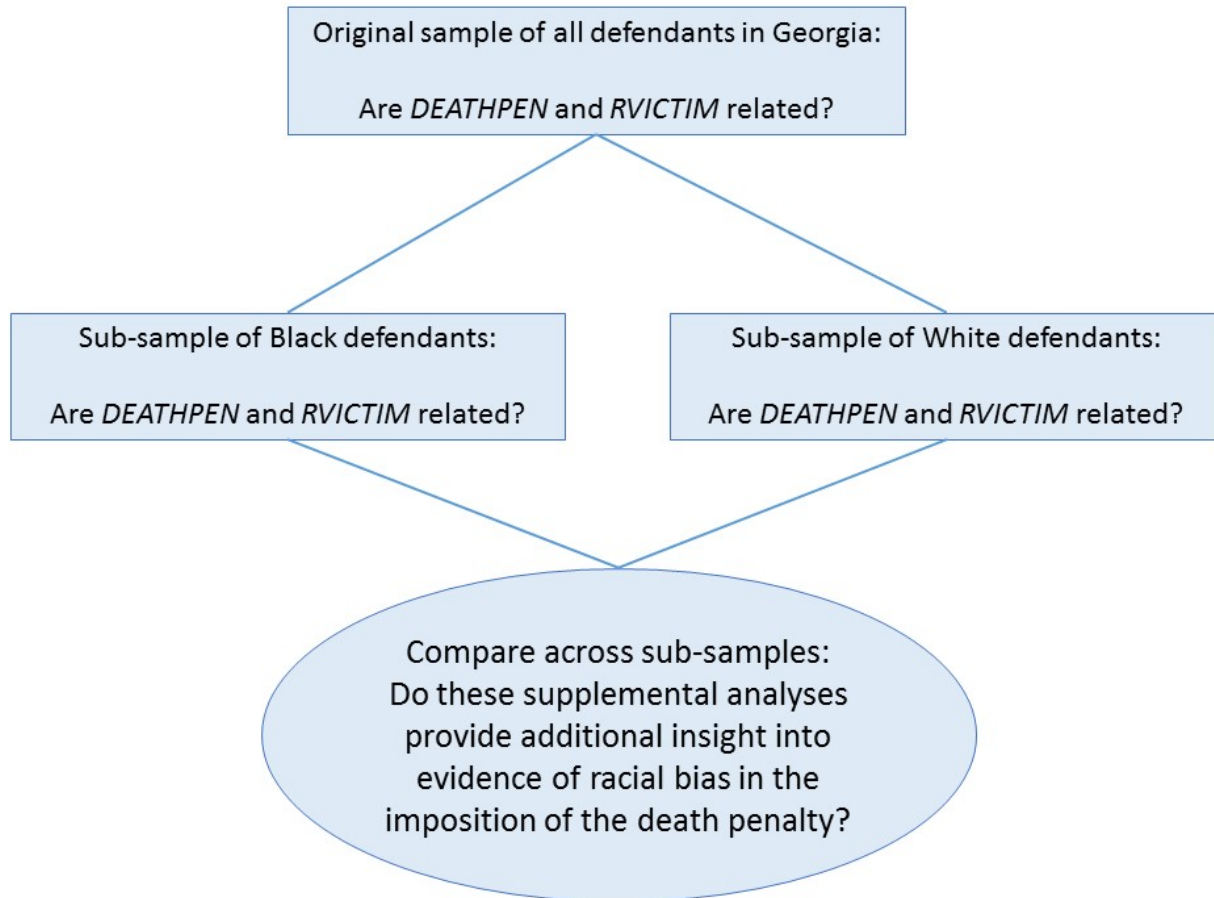 Original sample of all defendants in Georgia:
Are DEATHPEN and RVICTIM related?
Sub-sample of Black defendants:
Are DEATHPEN and RVICTIM related?
Sub-sample of White defendants:
Are DEATHPEN and RVICTIM related?
Compare across sub-samples:
Do these supplemental analyses
provide additional insight into
evidence of racial bias in the
imposition of the death penalty?